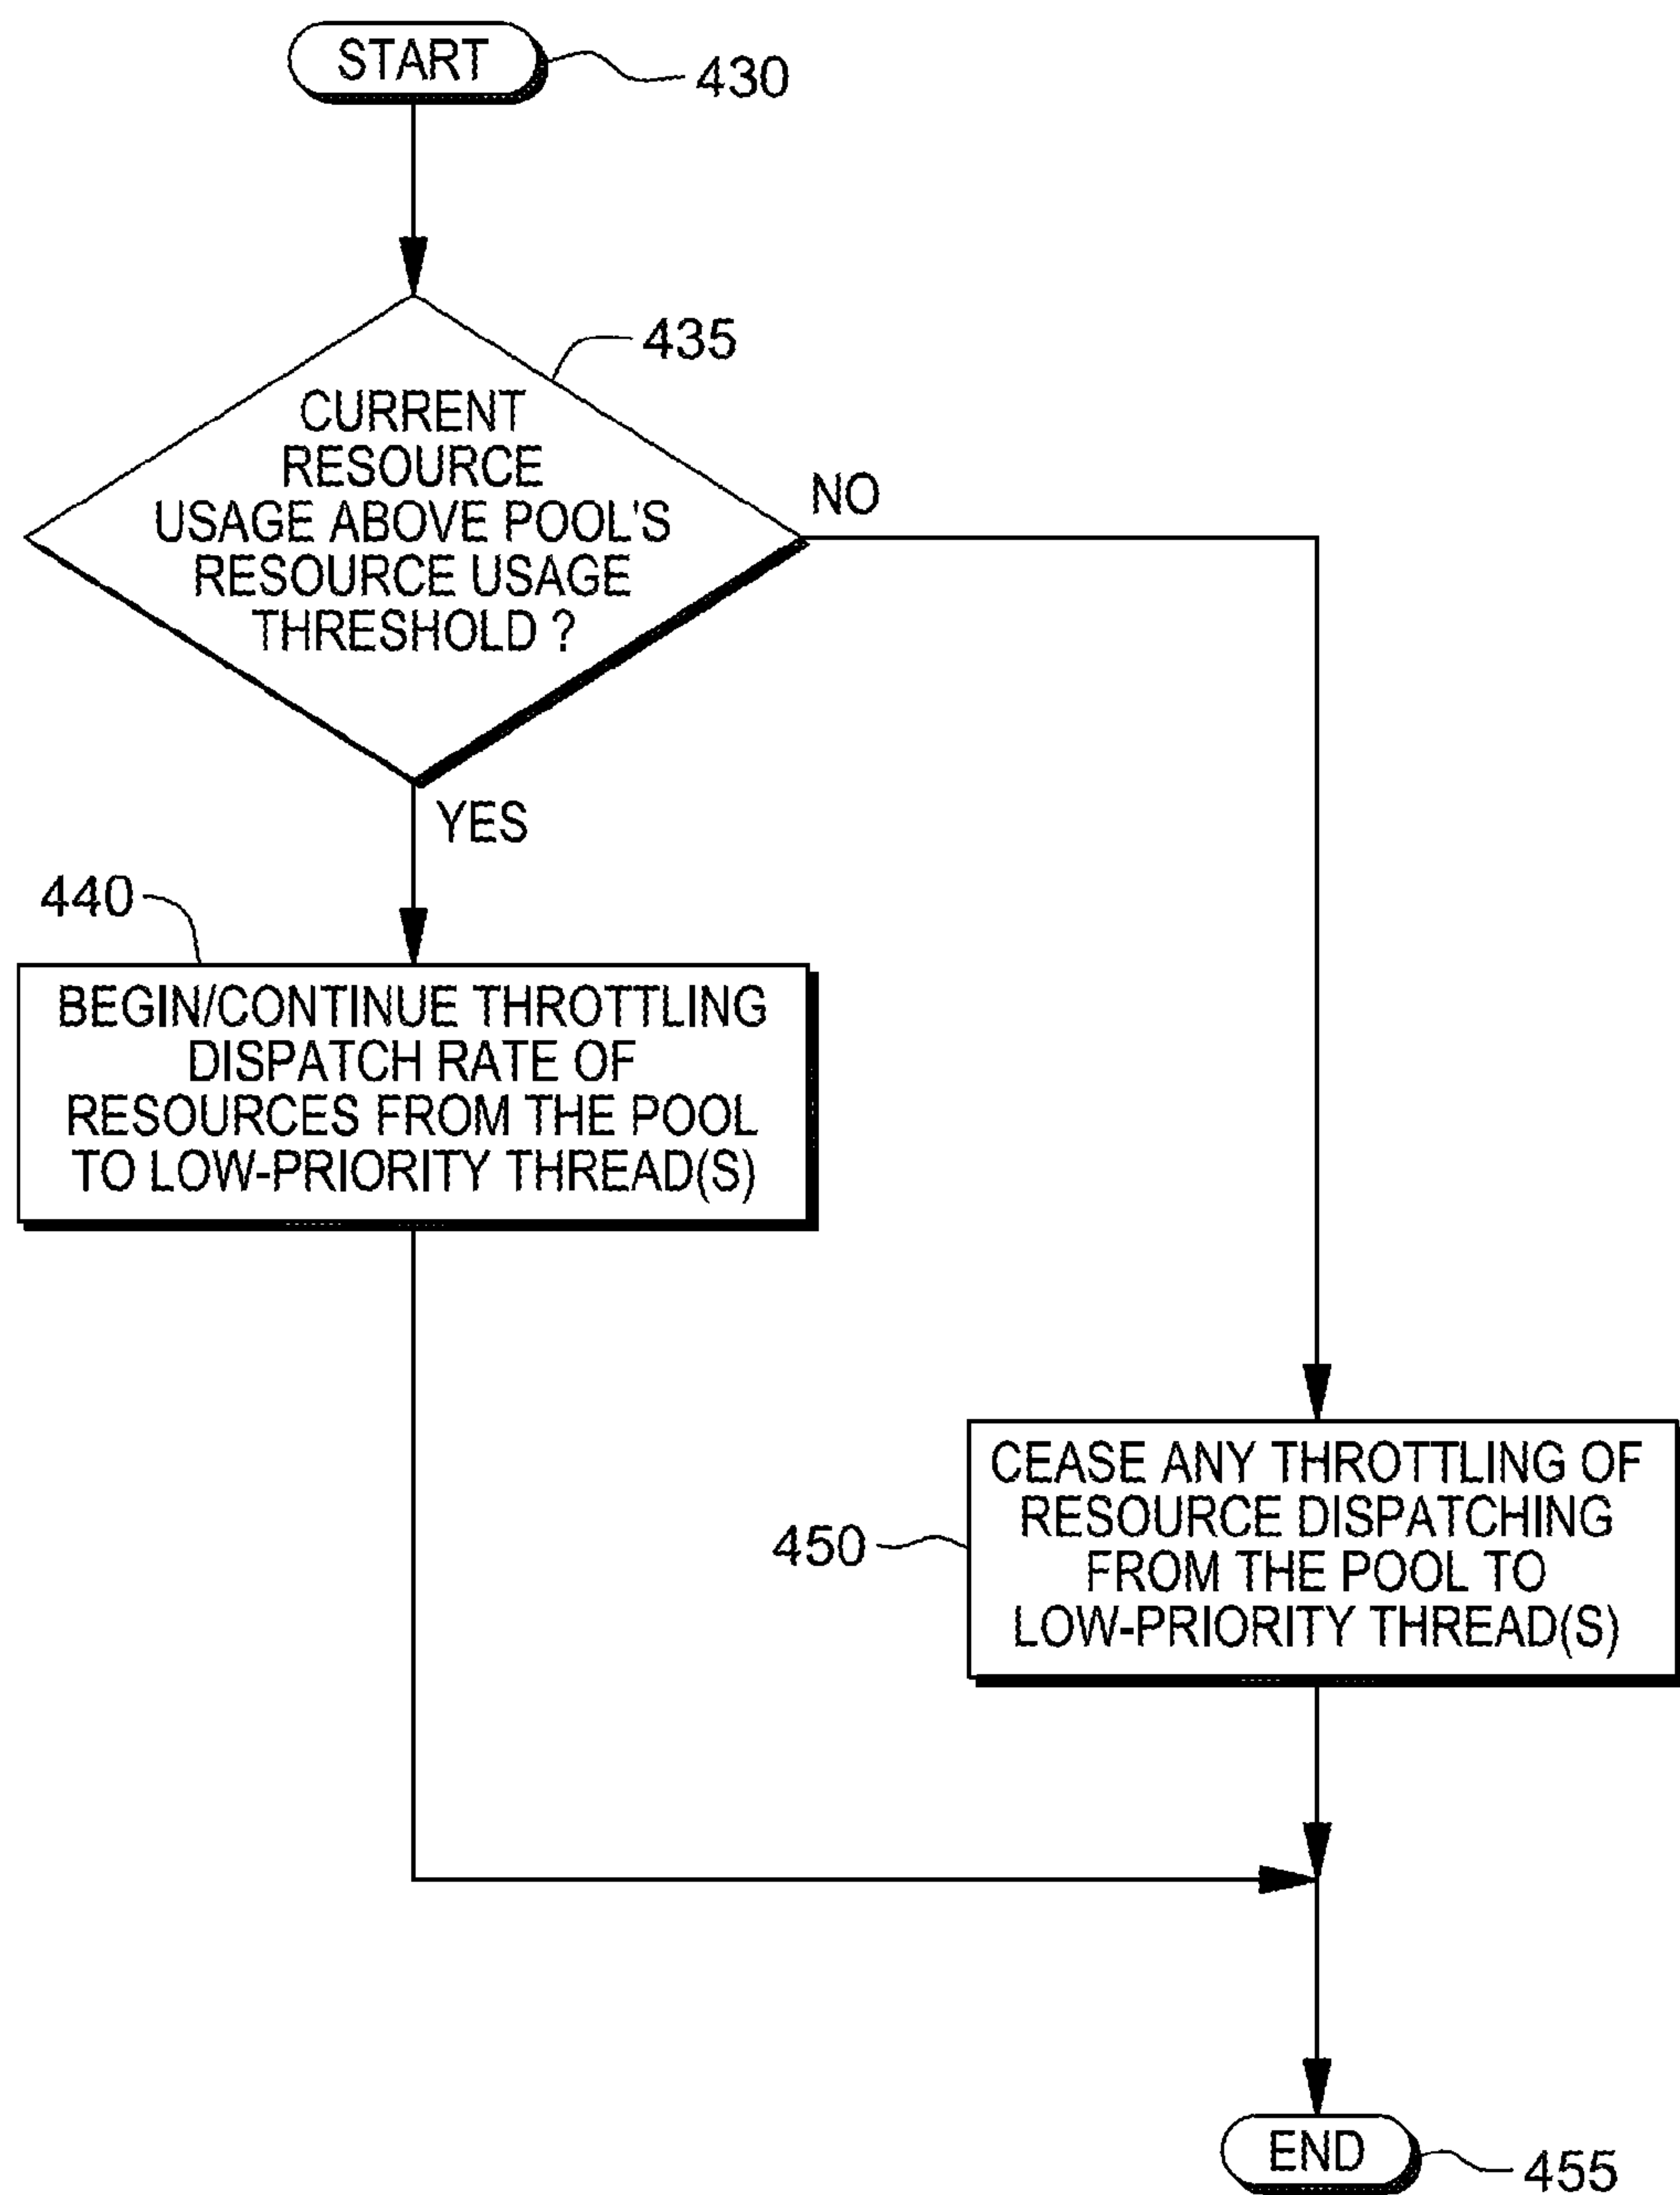 START
430
435
CURRENT
RESOURCE
USAGE ABOVE POOL'S
RESOURCE USAGE
THRESHOLD ?
NO
YES
440
BEGIN/CONTINUE THROTTLING
DISPATCH RATE OF
RESOURCES FROM THE POOL
TO LOW-PRIORITY THREAD(S)
450
CEASE ANY THROTTLING OF
RESOURCE DISPATCHING
FROM THE POOL TO
LOW-PRIORITY THREAD(S)
END
455